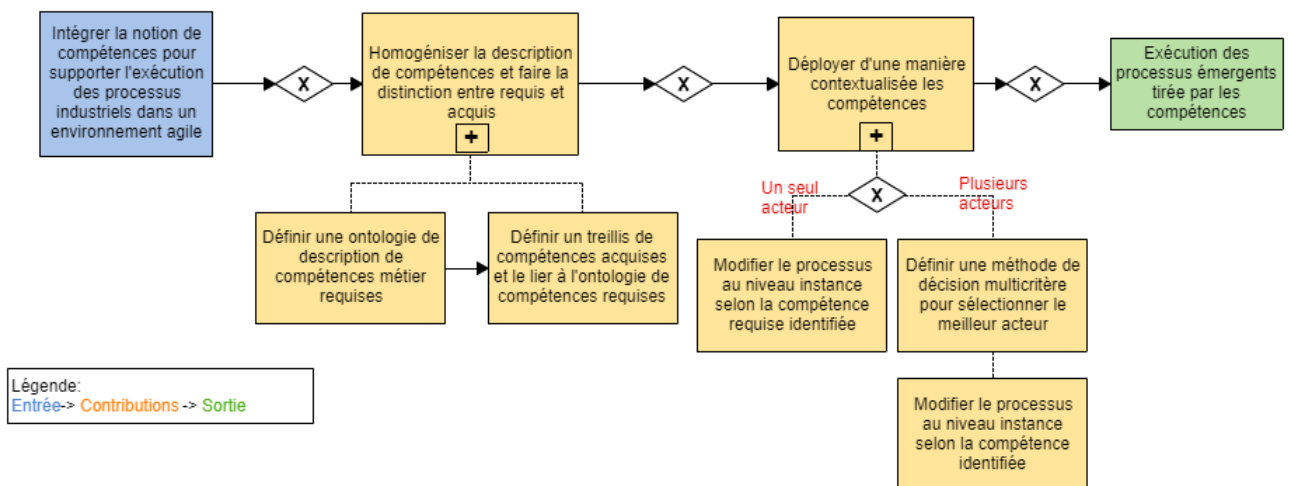 Intégrer la notion de
compétences pour
supporter l'exécution
des processus
industriels dans un
environnement agile
X
Homogéniser la description
de compétences et faire la
distinction entre requis et
acquis
+
X
Déployer d'une manière
contextualisée les
compétences
+
X
Exécution des
processus émergents
tirée par les
compétences
Un seul
acteur
X
Plusieurs
acteurs
Définir une ontologie de
description de
compétences métier
requises
Définir un treillis de
compétences acquises
et le lier à l'ontologie de
compétences requises
Modifier le processus
au niveau instance
selon la compétence
requise identifiée
Définir une méthode de
décision multicritère
pour sélectionner le
meilleur acteur
Modifier le processus
au niveau instance
selon la compétence
identifiée
Légende:
Entrée-> Contributions -> Sortie